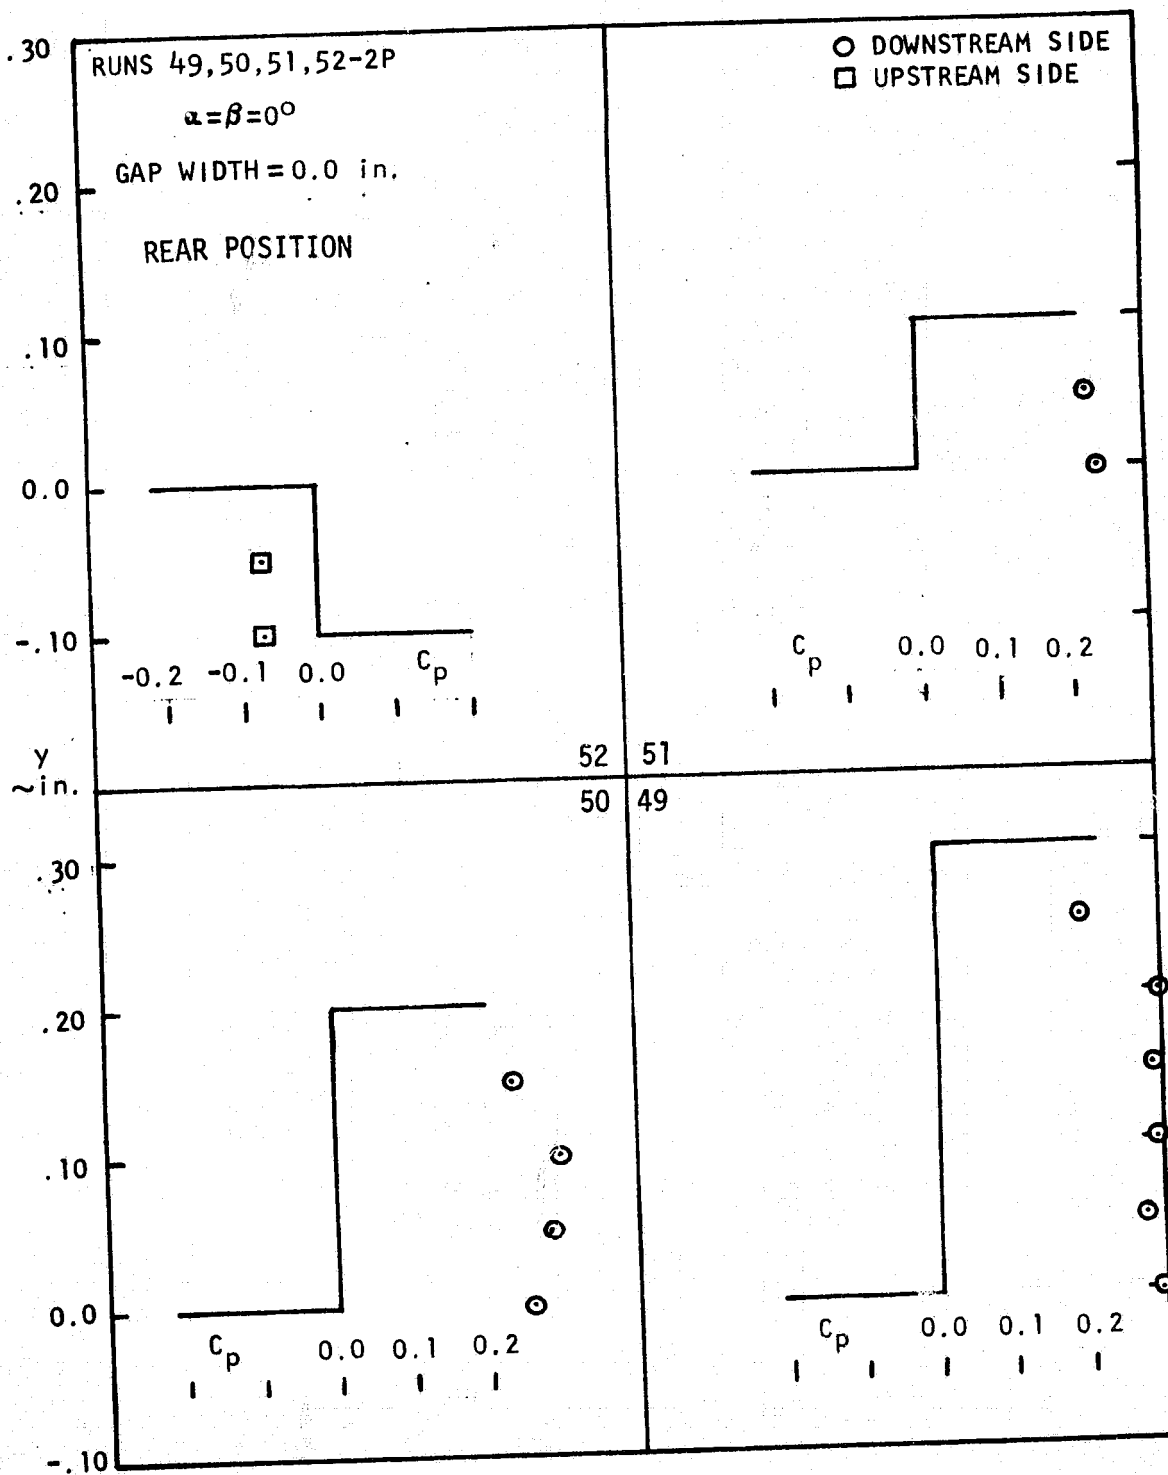 .30
RUNS 49,50,51,52-2P
α=β=0°
GAP WIDTH=0.0 in.
REAR POSITION
.20
.10
0.0
-.10
-0.2 -0.1 0.0 Cp
52
DOWNSTREAM SIDE
UPSTREAM SIDE
Cp 0.0 0.1 0.2
51
y
~in.
50
.30
.20
.10
0.0
-.10
Cp 0.0 0.1 0.2
49
Cp 0.0 0.1 0.2